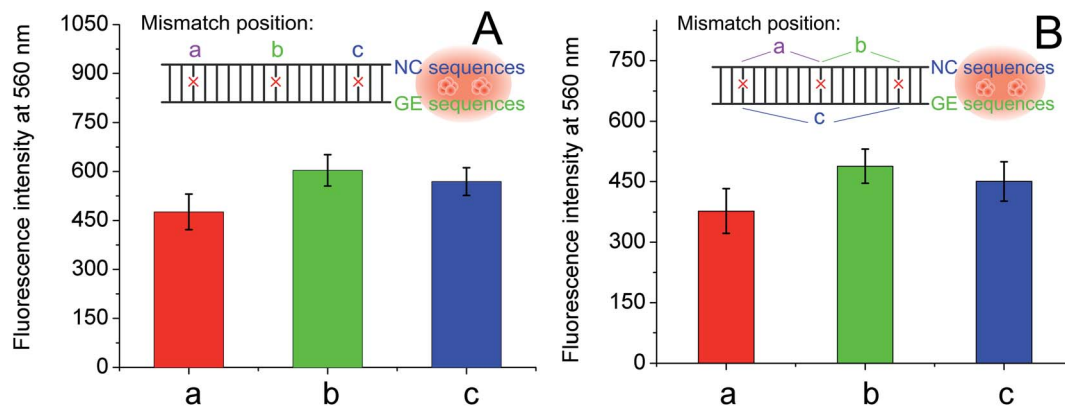 Mismatch position:
A
a b c
NC sequences
GE sequences
Fluorescence intensity at 560 nm
1050
900
750
600
450
300
150
0
a b c
Mismatch position:
B
a b
NC sequences
GE sequences
c
Fluorescence intensity at 560 nm
750
600
450
300
150
0
a b c